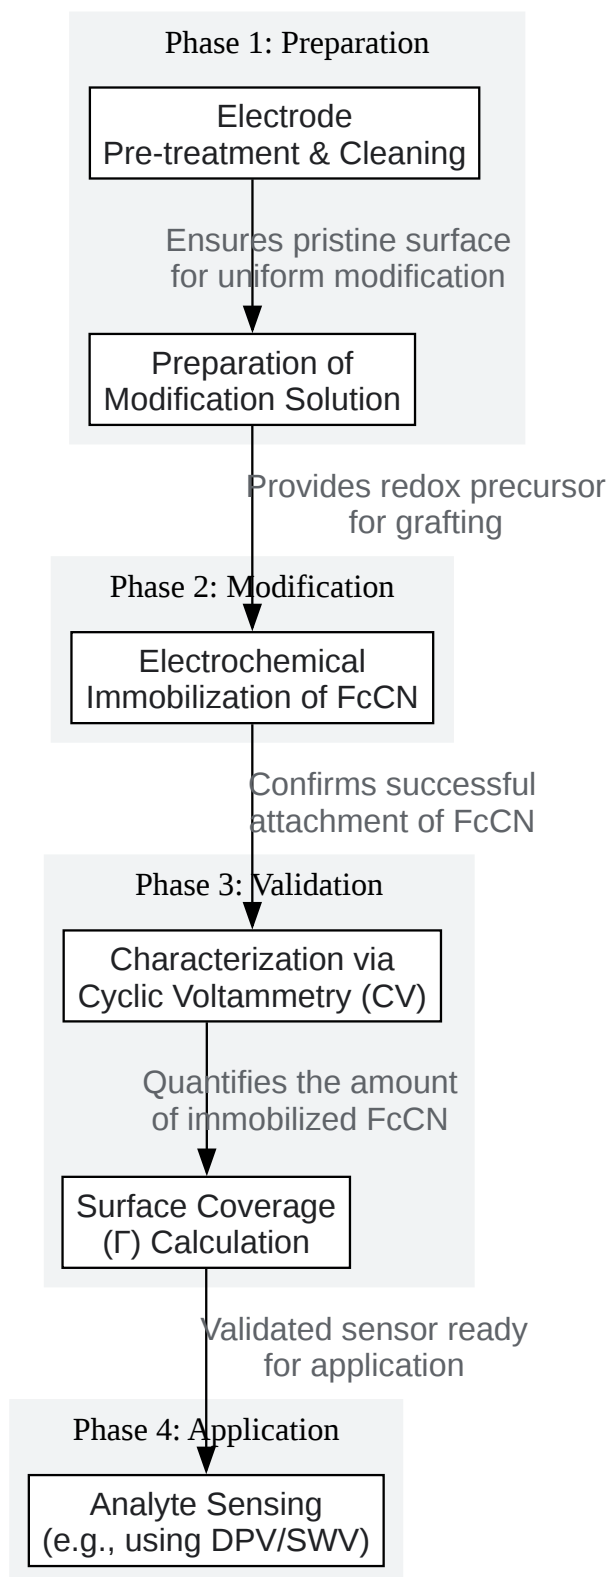 Phase 1: Preparation
Electrode
Pre-treatment & Cleaning
Ensures pristine surface
for uniform modification
Preparation of
Modification Solution
Provides redox precursor
for grafting
Phase 2: Modification
Electrochemical
Immobilization of FcCN
Confirms successful
attachment of FcCN
Phase 3: Validation
Characterization via
Cyclic Voltammetry (CV)
Quantifies the amount
of immobilized FcCN
Surface Coverage
(Γ) Calculation
Validated sensor ready
for application
Phase 4: Application
Analyte Sensing
(e.g., using DPV/SWV)